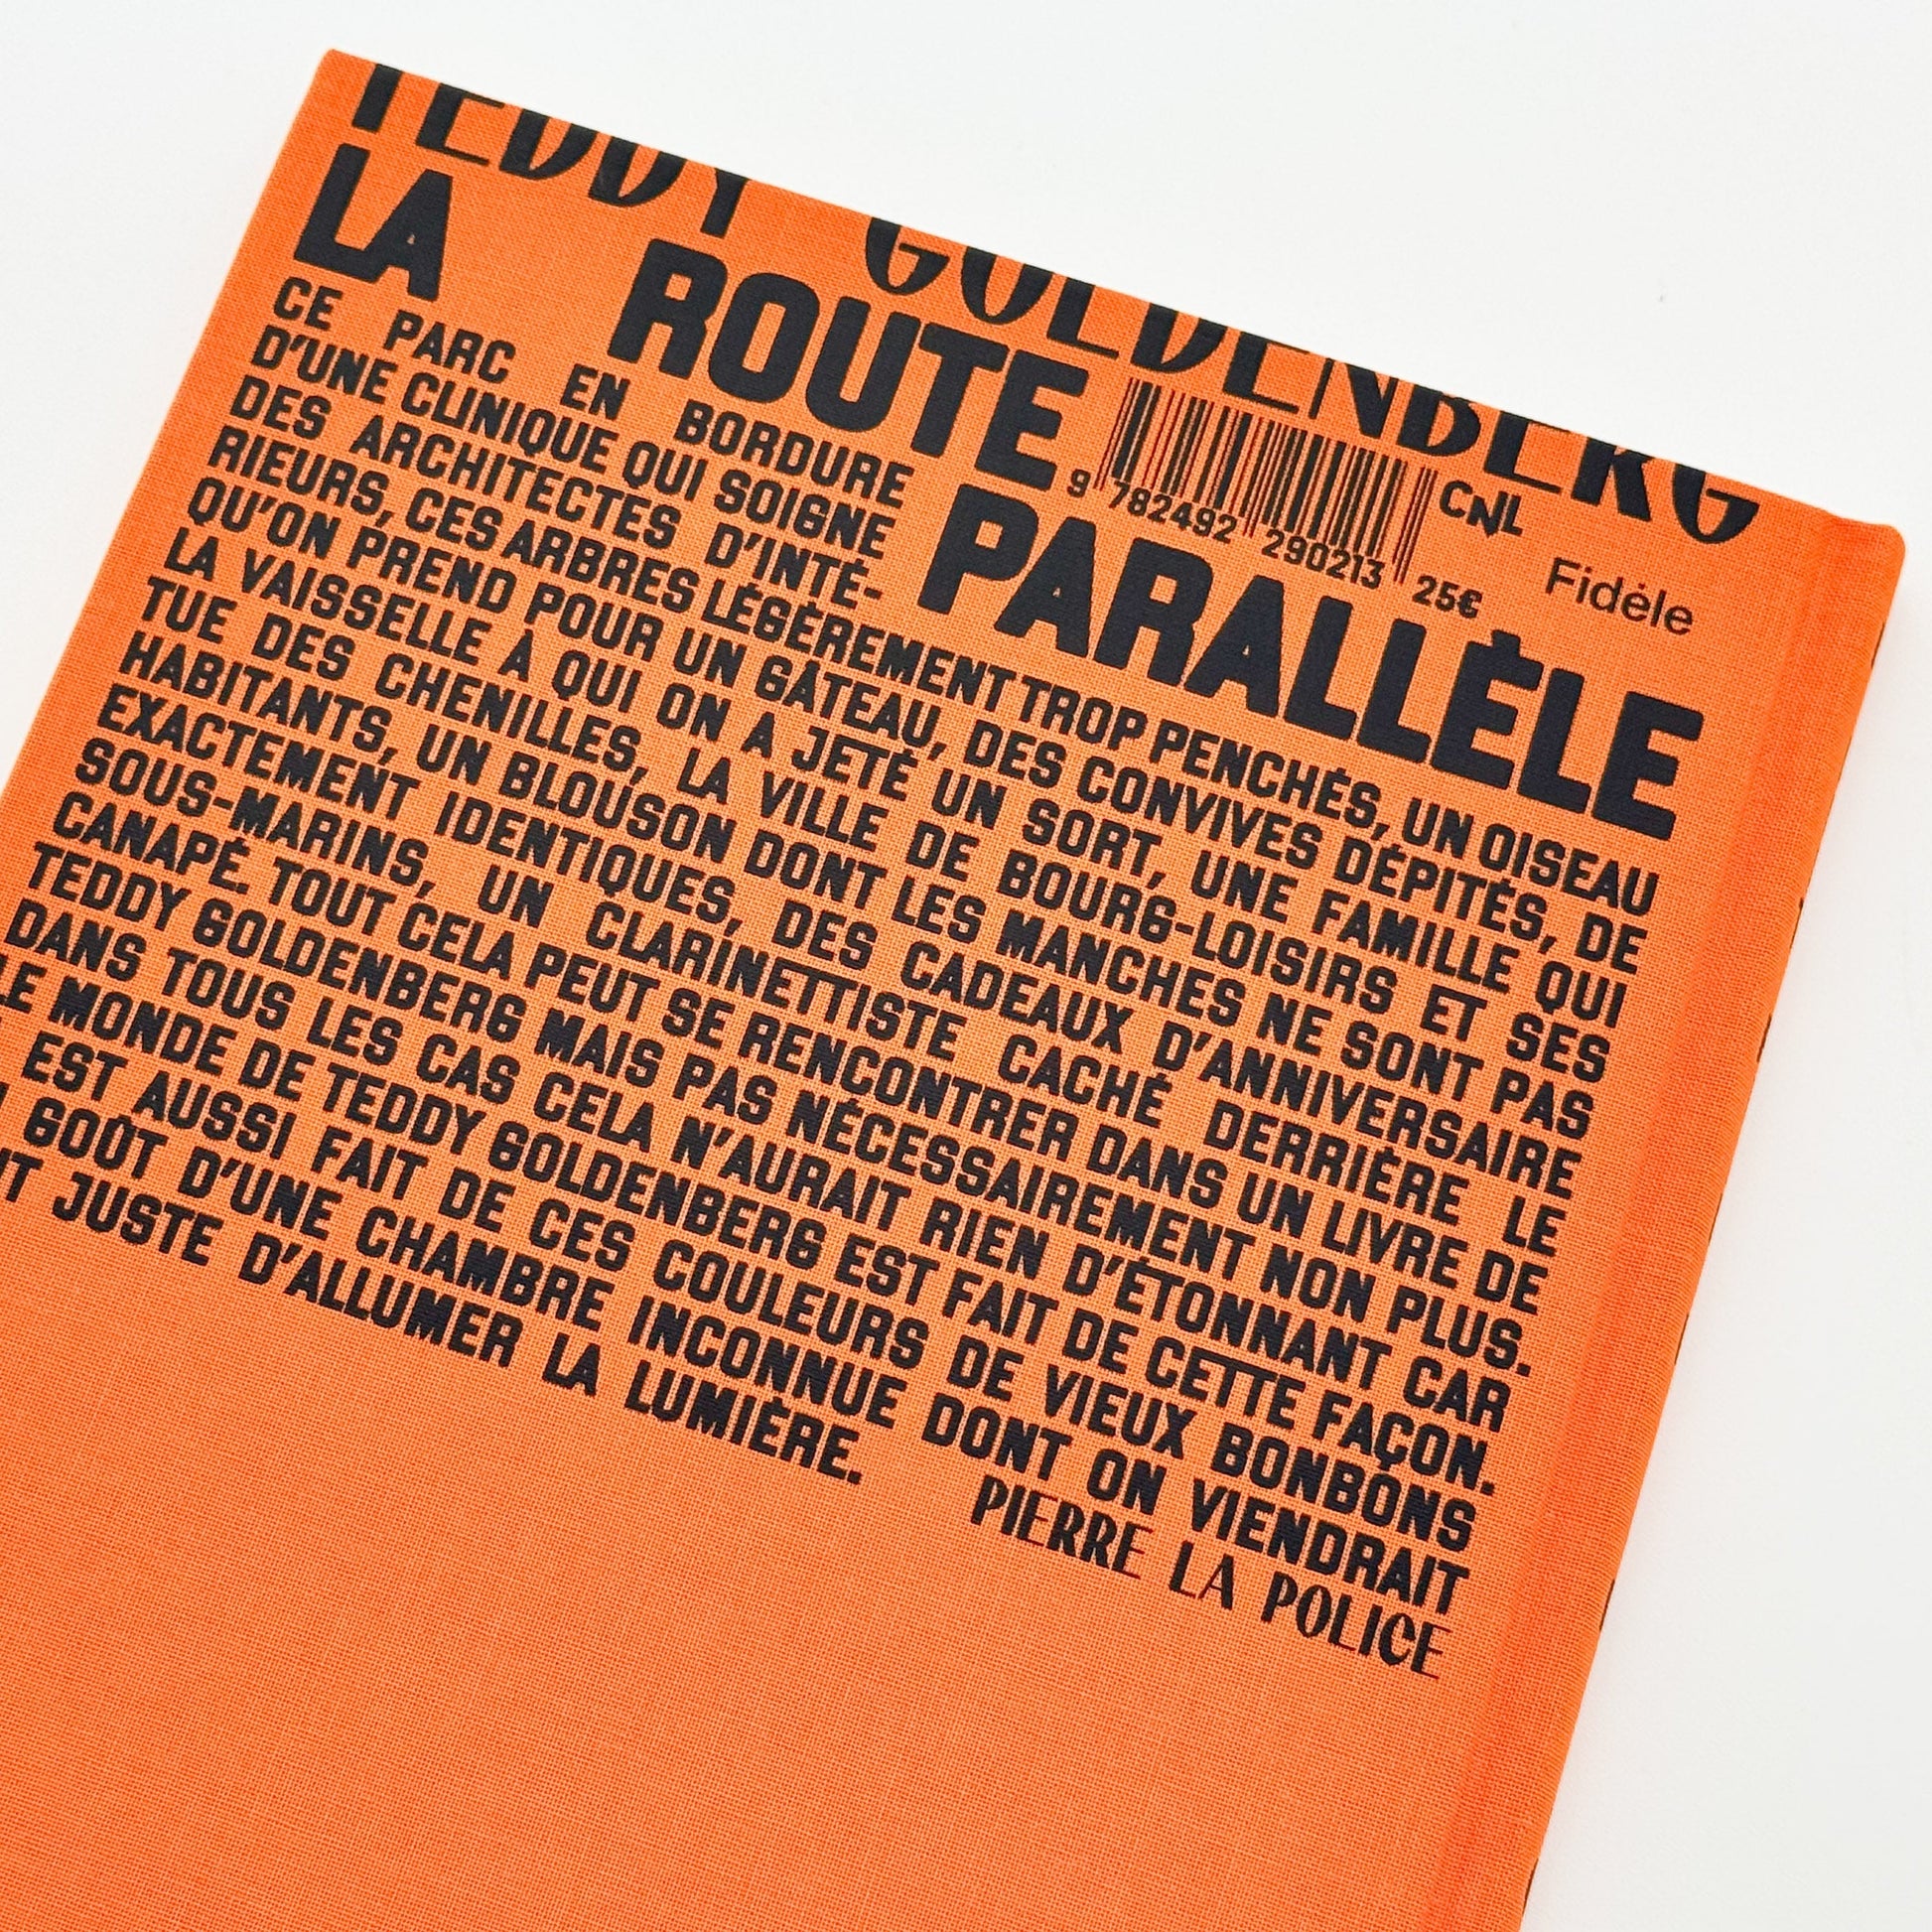 TEDDY GOLDENBERG
LA ROUTE PARALLÈLE
CE PARC EN BORDURE
D'UNE CLINIQUE QUI SOIGNE
DES ARCHITECTES D'INTÉ-
RIEURS, CES ARBRES LÉGÈREMENT TROP PENCHÉS, UN OISEAU
QU'ON PREND POUR UN GÂTEAU, DES CONVIVES DÉPITÉS, DE
LA VAISSELLE À QUI ON A JETÉ UN SORT, UNE FAMILLE QUI
TUE DES CHENILLES, LA VILLE DE BOURG-LOISIRS ET SES
HABITANTS, UN BLOUSON DONT LES MANCHES NE SONT PAS
EXACTEMENT IDENTIQUES, DES CADEAUX D'ANNIVERSAIRE
SOUS-MARINS, UN CLARINETTISTE CACHÉ DERRIÈRE LE
CANAPÉ. TOUT CELA PEUT SE RENCONTRER DANS UN LIVRE DE
TEDDY GOLDENBERG MAIS PAS NÉCESSAIREMENT NON PLUS.
DANS TOUS LES CAS CELA N'AURAIT RIEN D'ÉTONNANT CAR
LE MONDE DE TEDDY GOLDENBERG EST FAIT DE CETTE FAÇON.
EST AUSSI FAIT DE CES COULEURS DE VIEUX BONBONS
GOÛT D'UNE CHAMBRE INCONNUE DONT ON VIENDRAIT
JUSTE D'ALLUMER LA LUMIÈRE.
PIERRE LA POLICE
9 782492 290213
25€
CNL
Fidèle